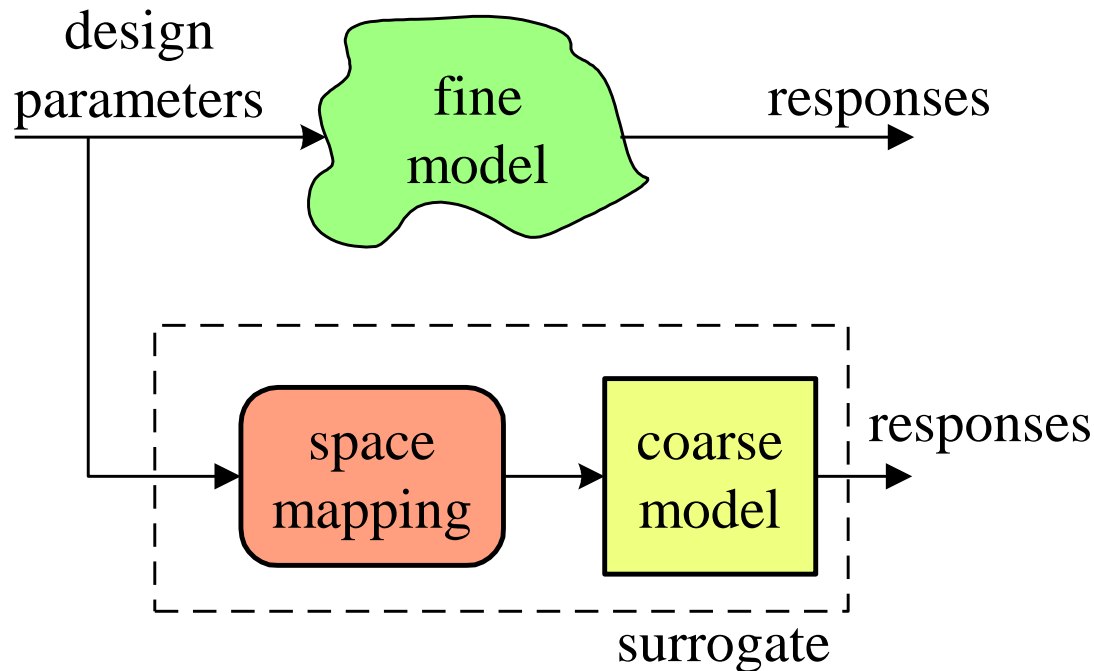 design
parameters
fine
model
responses
space
mapping
coarse
model
responses
surrogate